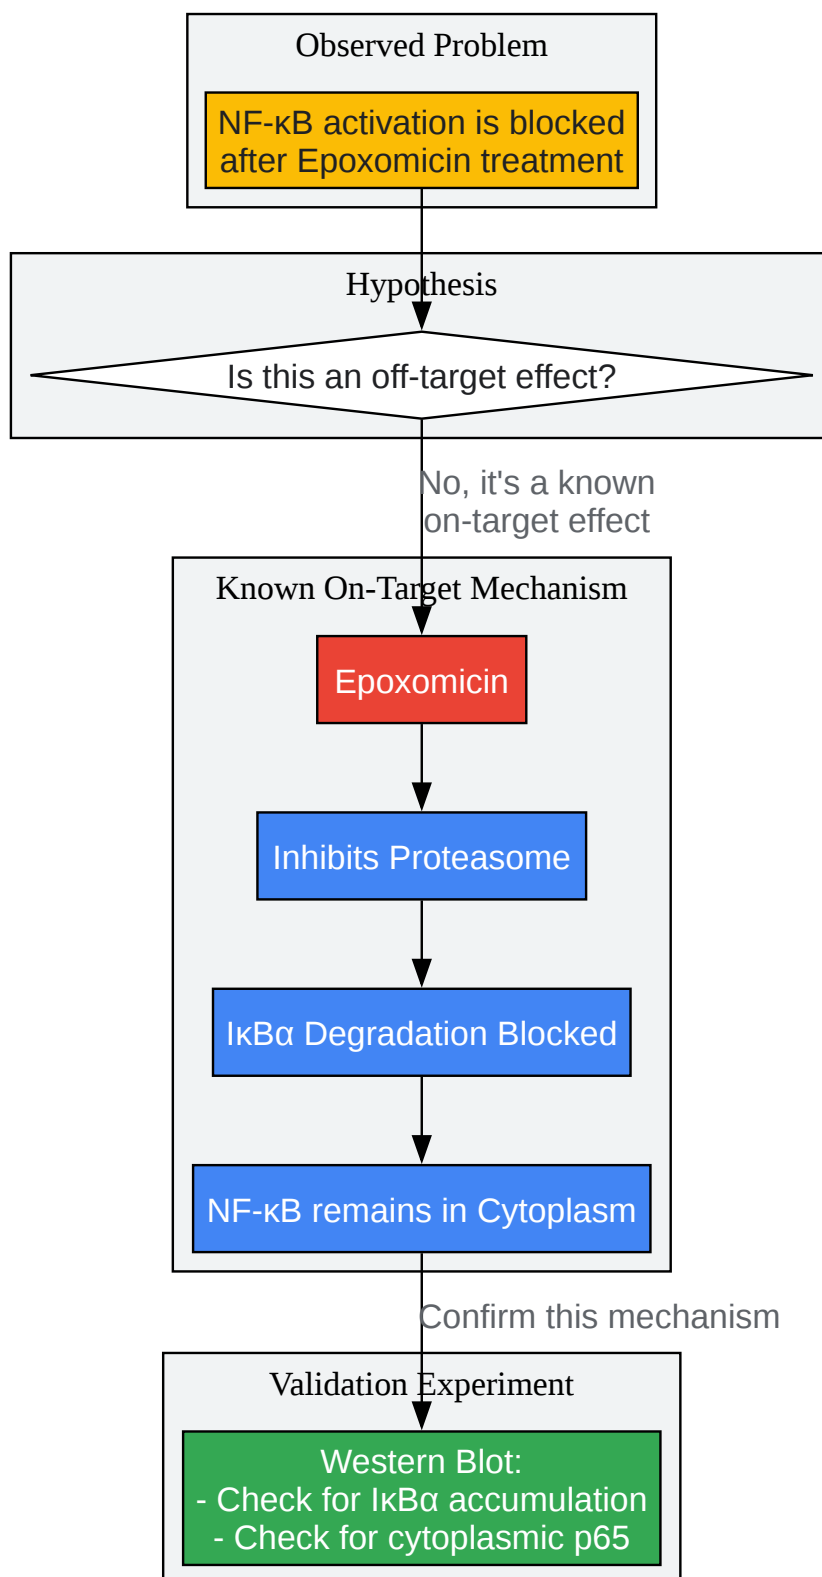 Observed Problem
NF-κB activation is blocked
after Epoxomicin treatment
Hypothesis
Is this an off-target effect?
No, it's a known
on-target effect
Known On-Target Mechanism
Epoxomicin
Inhibits Proteasome
IκBα Degradation Blocked
NF-κB remains in Cytoplasm
Confirm this mechanism
Validation Experiment
Western Blot:
- Check for IκBα accumulation
- Check for cytoplasmic p65